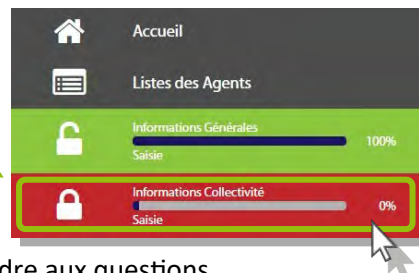 Accueil
Listes des Agents
Informations Générales
100%
Saisie
Informations Collectivité
0%
Saisie
dre aux questions